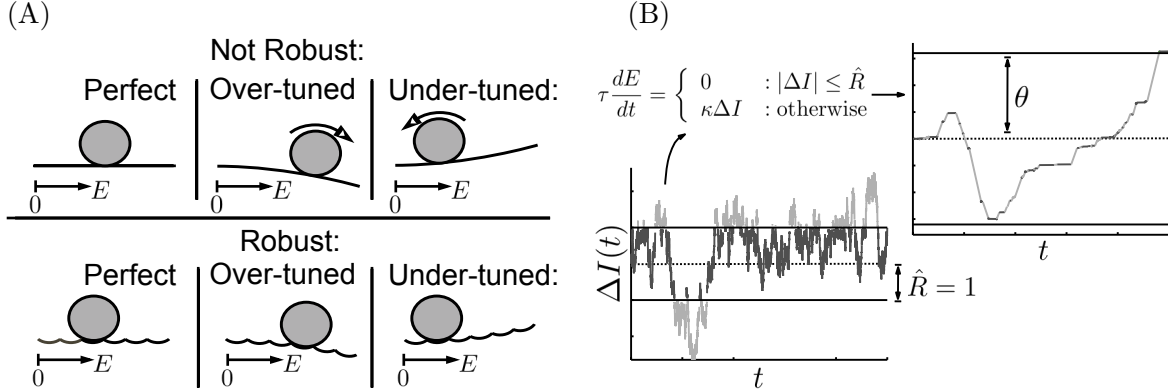 (A)
Not Robust:
Perfect
Over-tuned
Under-tuned:
0
E
0
E
0
E
Robust:
Perfect
Over-tuned
Under-tuned:
0
E
0
E
0
E
(B)
τ dE/dt = { 0 : |ΔI| ≤ R̂
κΔI : otherwise
θ
t
ΔI(t)
R̂ = 1
t